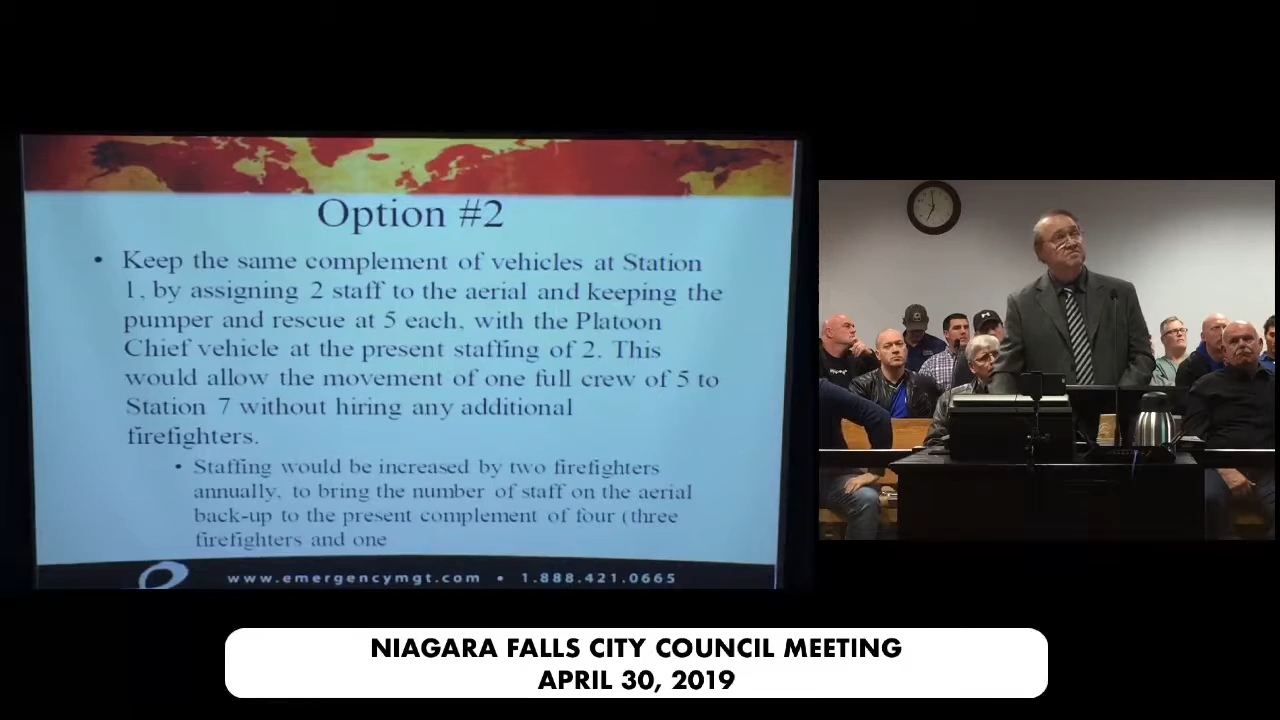 Option #2
• Keep the same complement of vehicles at Station
1, by assigning 2 staff to the aerial and keeping the
pumper and rescue at 5 each, with the Platoon
Chief vehicle at the present staffing of 2. This
would allow the movement of one full crew of 5 to
Station 7 without hiring any additional
firefighters.
• Staffing would be increased by two firefighters
annually, to bring the number of staff on the aerial
back-up to the present complement of four (three
firefighters and one
www.emergencymgt.com • 1.888.421.0665
NIAGARA FALLS CITY COUNCIL MEETING
APRIL 30, 2019